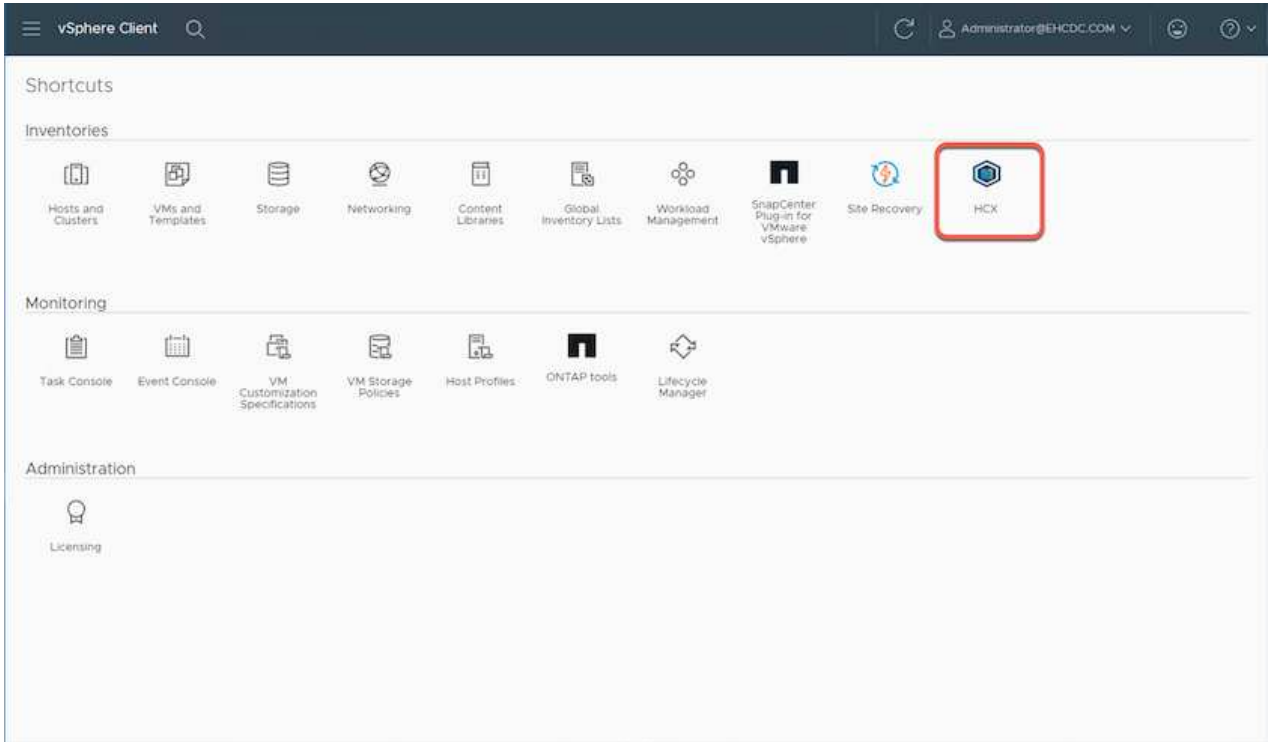 vSphere Client
Administrator@EHCDC.COM
Shortcuts
Inventories
Hosts and
Clusters
VMs and
Templates
Storage
Networking
Content
Libraries
Global
Inventory Lists
Workload
Management
SnapCenter
Plug-in for
VMware
vSphere
Site Recovery
HCX
Monitoring
Task Console
Event Console
VM
Customization
Specifications
VM Storage
Policies
Host Profiles
ONTAP tools
Lifecycle
Manager
Administration
Licensing